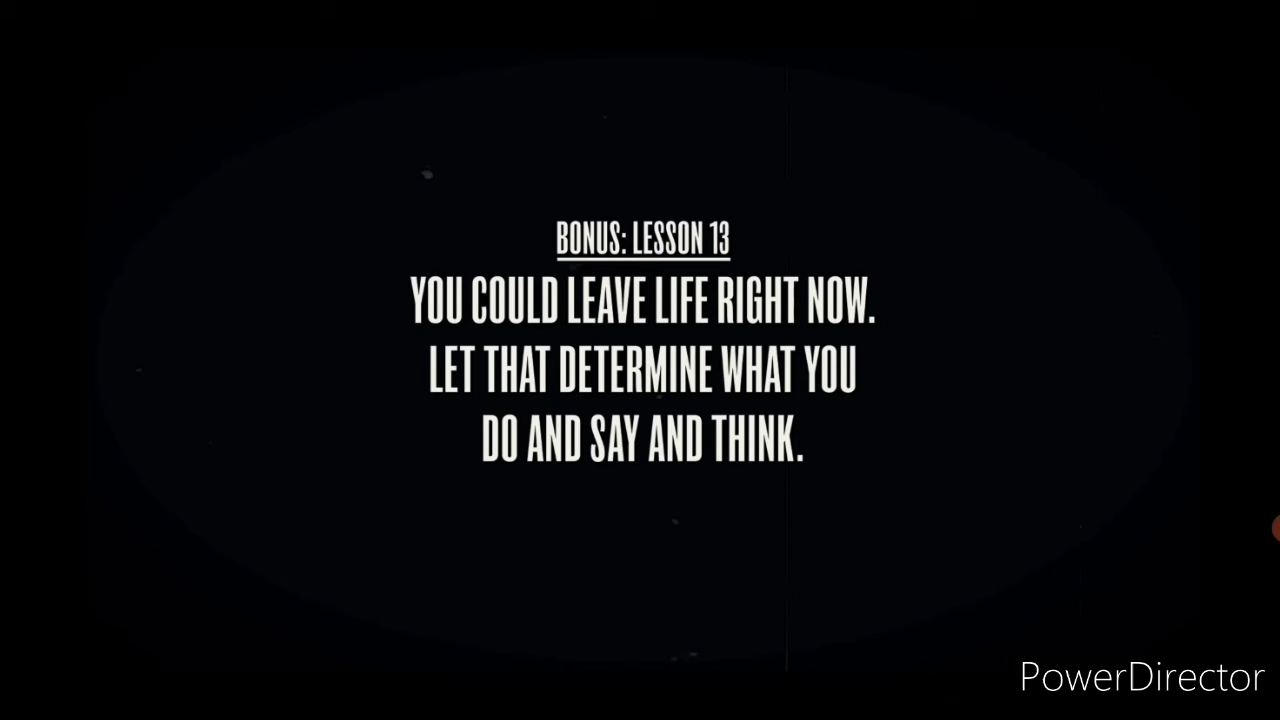 BONUS: LESSON 13
YOU COULD LEAVE LIFE RIGHT NOW.
LET THAT DETERMINE WHAT YOU
DO AND SAY AND THINK.
PowerDirector